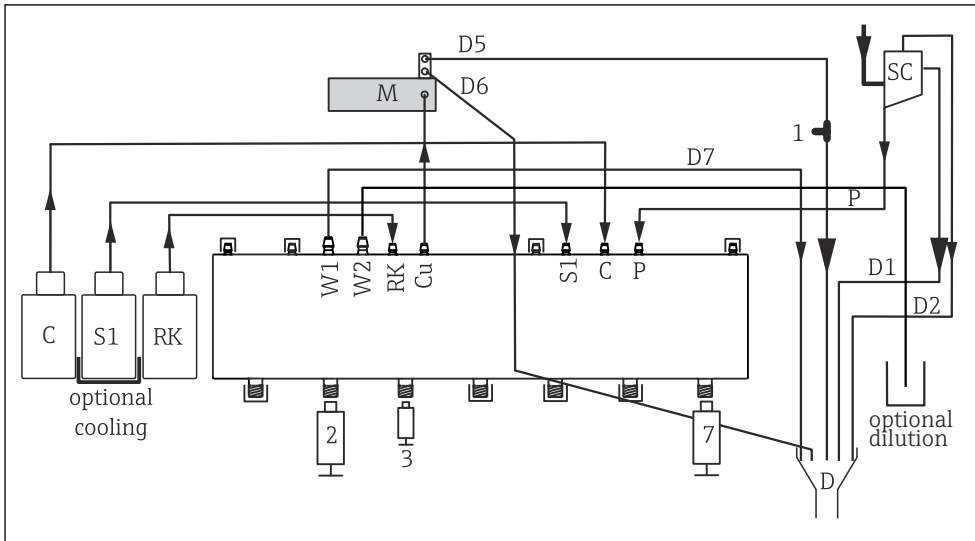 D5
SC
M
D6
1
D7
P
W1
W2
RK
Cu
S1
C
P
D1
D2
C
S1
RK
optional
cooling
2
3
7
optional
dilution
D